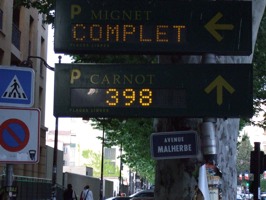 P MIGNET
COMPLET
P CARNOT
398
AVENUE
MALHERBE